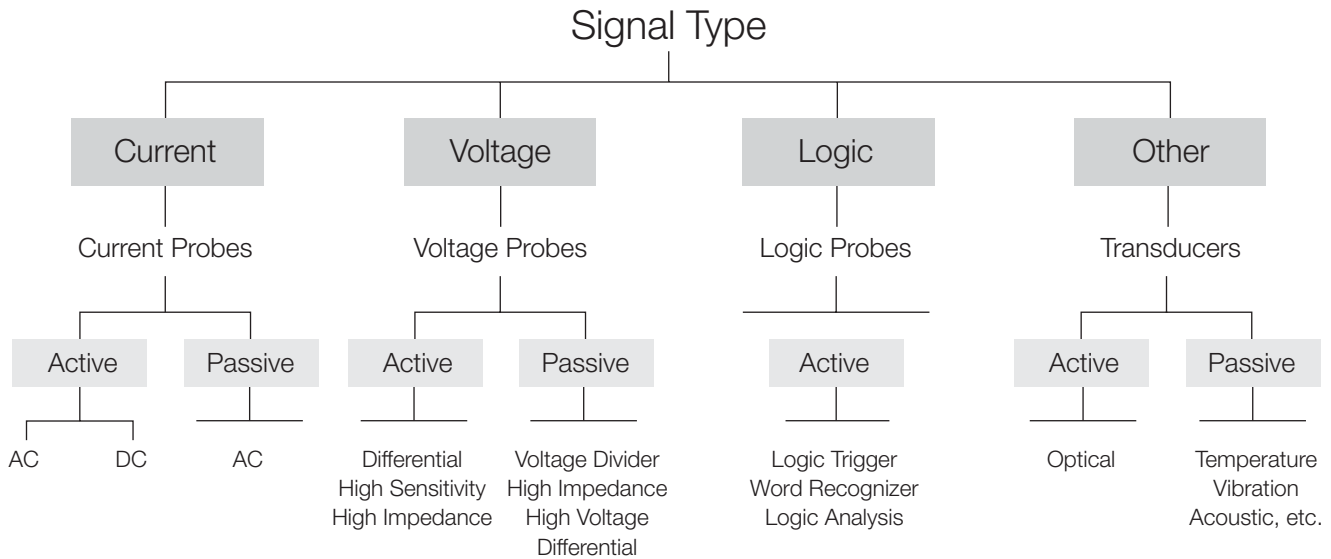 Signal Type
Current
Voltage
Logic
Other
Current Probes
Voltage Probes
Logic Probes
Transducers
Active
Passive
Active
Passive
Active
Active
Passive
AC
DC
AC
Differential
High Sensitivity
High Impedance
Voltage Divider
High Impedance
High Voltage
Differential
Logic Trigger
Word Recognizer
Logic Analysis
Optical
Temperature
Vibration
Acoustic, etc.